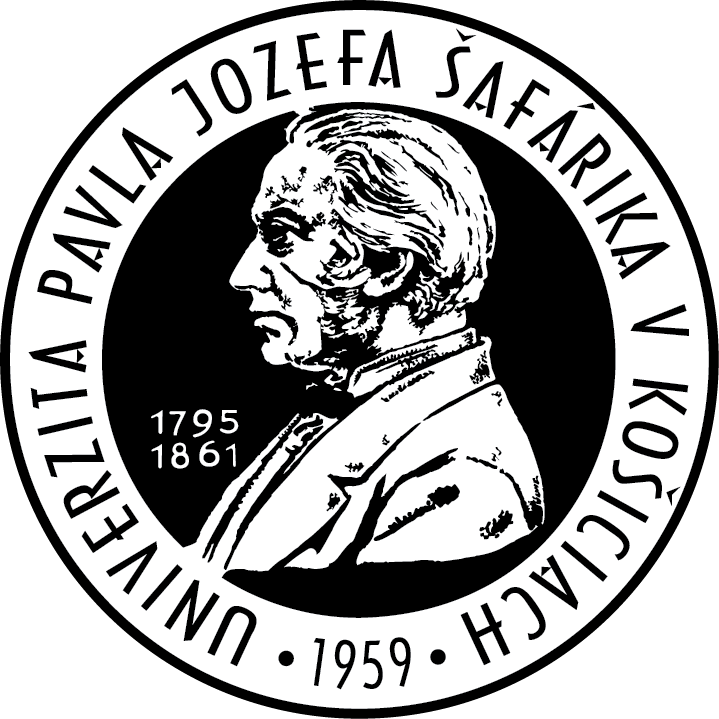 UNIVERZITA PAVLA JOZEFA ŠAFÁRIKA V KOŠICIACH
1795
1861
• 1959 •